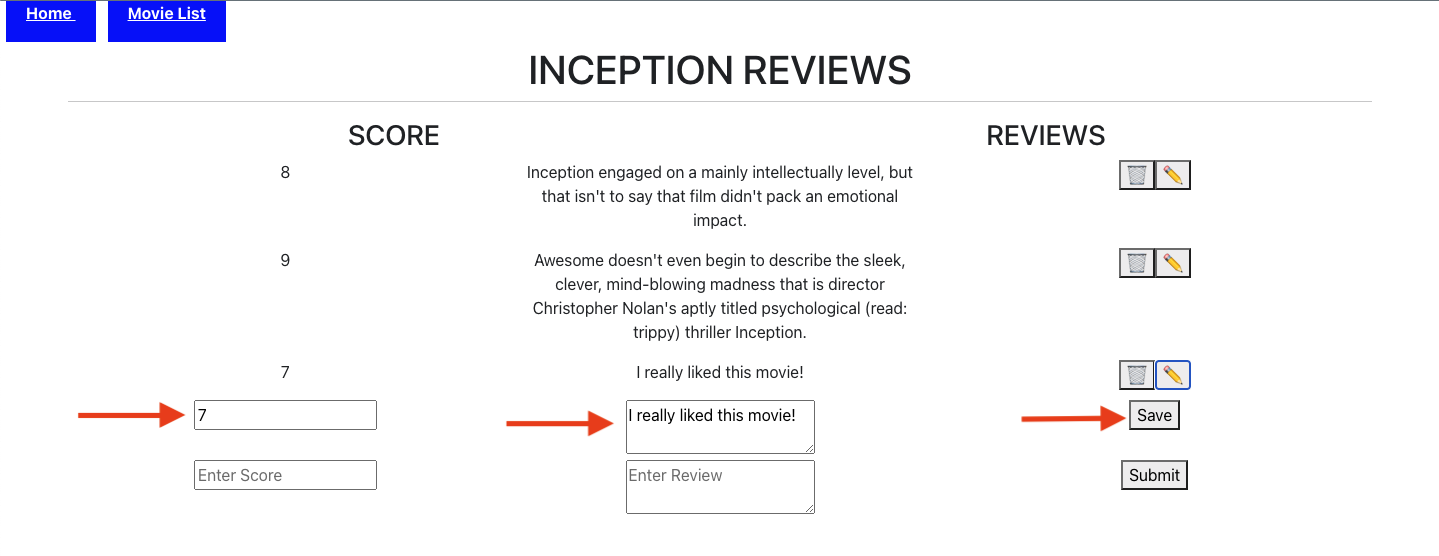 Home
Movie List
INCEPTION REVIEWS
SCORE
REVIEWS
8
Inception engaged on a mainly intellectually level, but
that isn't to say that film didn't pack an emotional
impact.
9
Awesome doesn't even begin to describe the sleek,
clever, mind-blowing madness that is director
Christopher Nolan's aptly titled psychological (read:
trippy) thriller Inception.
7
I really liked this movie!
7
I really liked this movie!
Save
Enter Score
Enter Review
Submit